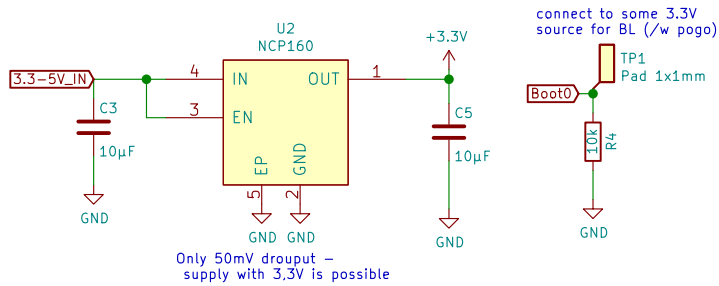 connect to some 3.3V
source for BL (/w pogo)
U2
NCP160
+3.3V
TP1
Pad 1x1mm
3.3-5V_IN
4
IN
OUT
1
Boot0
3
EN
C3
10µF
C5
10µF
10k
R4
EP
GND
5
2
GND
GND
GND
GND
GND
Only 50mV drouput -
supply with 3,3V is possible